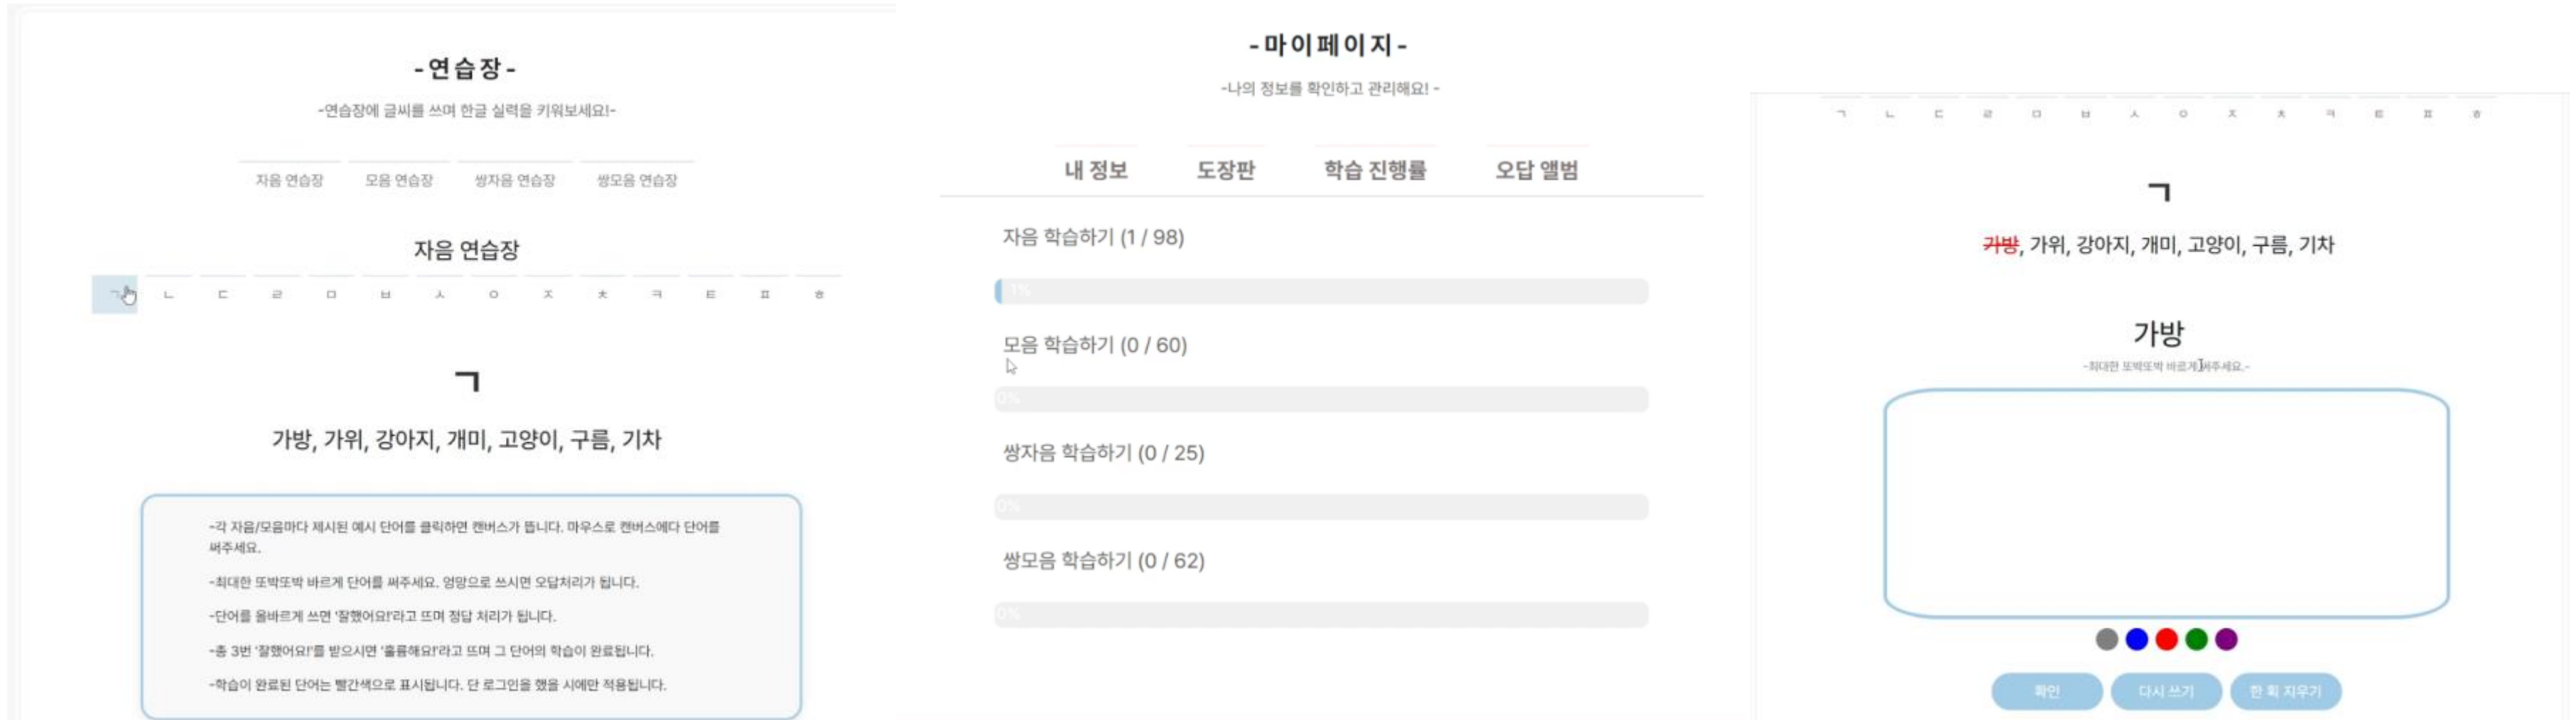 -연습장-
-연습장에 글씨를 쓰며 한글 실력을 키워보세요!-
자음 연습장 모음 연습장 쌍자음 연습장 쌍모음 연습장
자음 연습장
ㄱ ㄴ ㄷ ㄹ ㅁ ㅂ ㅅ ㅇ ㅈ ㅊ ㅋ ㅌ ㅍ ㅎ
ㄱ
가방, 가위, 강아지, 개미, 고양이, 구름, 기차
-각 자음/모음마다 제시된 예시 단어를 클릭하면 캔버스가 뜹니다. 마우스로 캔버스에다 단어를
써주세요.
-최대한 또박또박 바르게 단어를 써주세요. 엉망으로 쓰시면 오답처리가 됩니다.
-단어를 올바르게 쓰면 '잘했어요!'라고 뜨며 정답 처리가 됩니다.
-총 3번 '잘했어요!'를 받으시면 '훌륭해요!'라고 뜨며 그 단어의 학습이 완료됩니다.
-학습이 완료된 단어는 빨간색으로 표시됩니다. 단 로그인을 했을 시에만 적용됩니다.
-마이페이지-
-나의 정보를 확인하고 관리해요! -
내 정보 도장판 학습 진행률 오답 앨범
자음 학습하기 (1 / 98)
1%
모음 학습하기 (0 / 60)
0%
쌍자음 학습하기 (0 / 25)
0%
쌍모음 학습하기 (0 / 62)
0%
ㄱ ㄴ ㄷ ㄹ ㅁ ㅂ ㅅ ㅇ ㅈ ㅊ ㅋ ㅌ ㅍ ㅎ
ㄱ
가방, 가위, 강아지, 개미, 고양이, 구름, 기차
가방
-최대한 또박또박 바르게 써주세요.-
확인 다시 쓰기 한 획 지우기